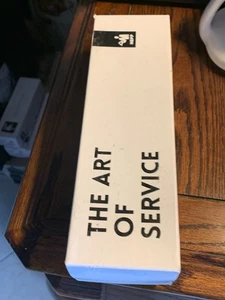 THE ART
OF
SERVICE